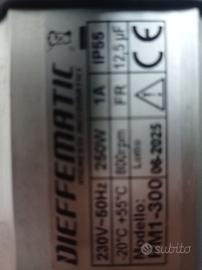 DIEFFEMATIC
230V~50Hz 250W 1A IP55
-20°C +55°C 800rpm FR 12,5 µF
Modello:
M1-300 06-2025
CE
subito